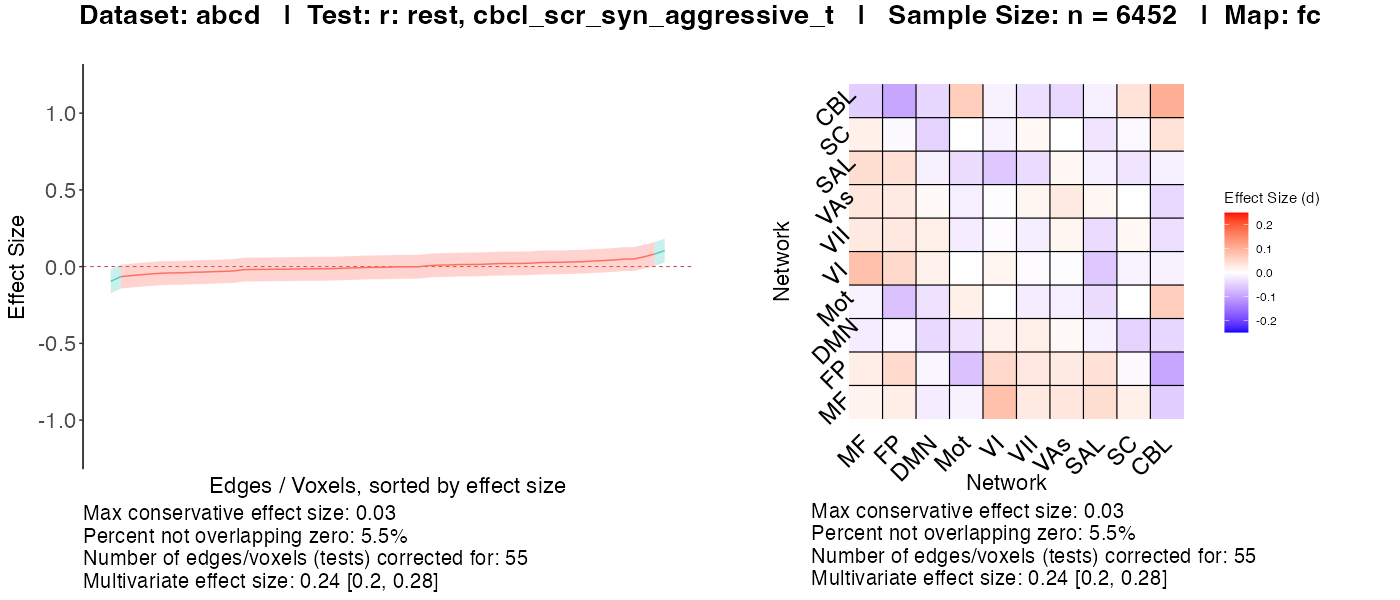 Dataset: abcd | Test: r: rest, cbcl_scr_syn_aggressive_t | Sample Size: n = 6452 | Map: fc
Effect Size
1.0
0.5
0.0
-0.5
-1.0
Edges / Voxels, sorted by effect size
Max conservative effect size: 0.03
Percent not overlapping zero: 5.5%
Number of edges/voxels (tests) corrected for: 55
Multivariate effect size: 0.24 [0.2, 0.28]
Network
CBL
SC
SAL
VAs
VII
VI
Mot
DMN
FP
MF
MF FP DMN Mot VI VII VAs SAL SC CBL
Network
Effect Size (d)
0.2
0.1
0.0
-0.1
-0.2
Max conservative effect size: 0.03
Percent not overlapping zero: 5.5%
Number of edges/voxels (tests) corrected for: 55
Multivariate effect size: 0.24 [0.2, 0.28]